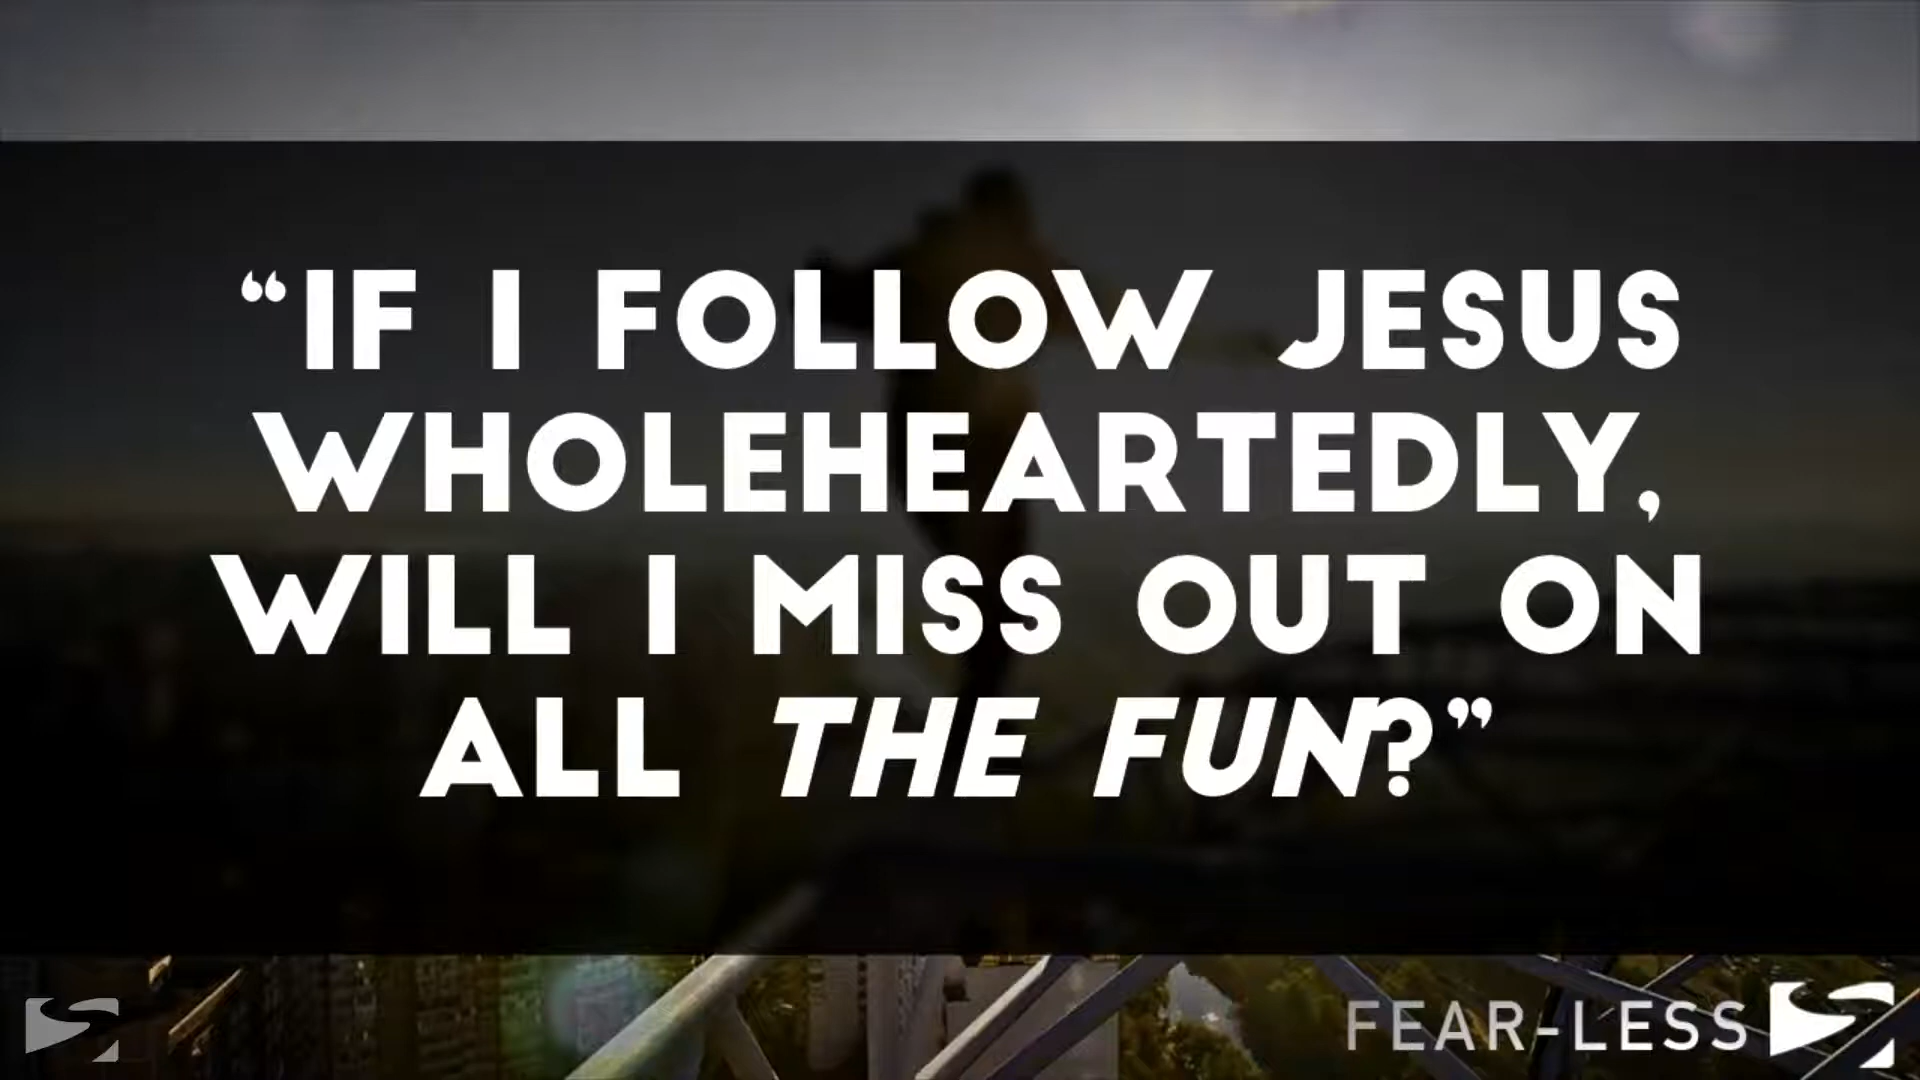 “IF I FOLLOW JESUS
WHOLEHEARTEDLY,
WILL I MISS OUT ON
ALL THE FUN?”
FEAR-LESS